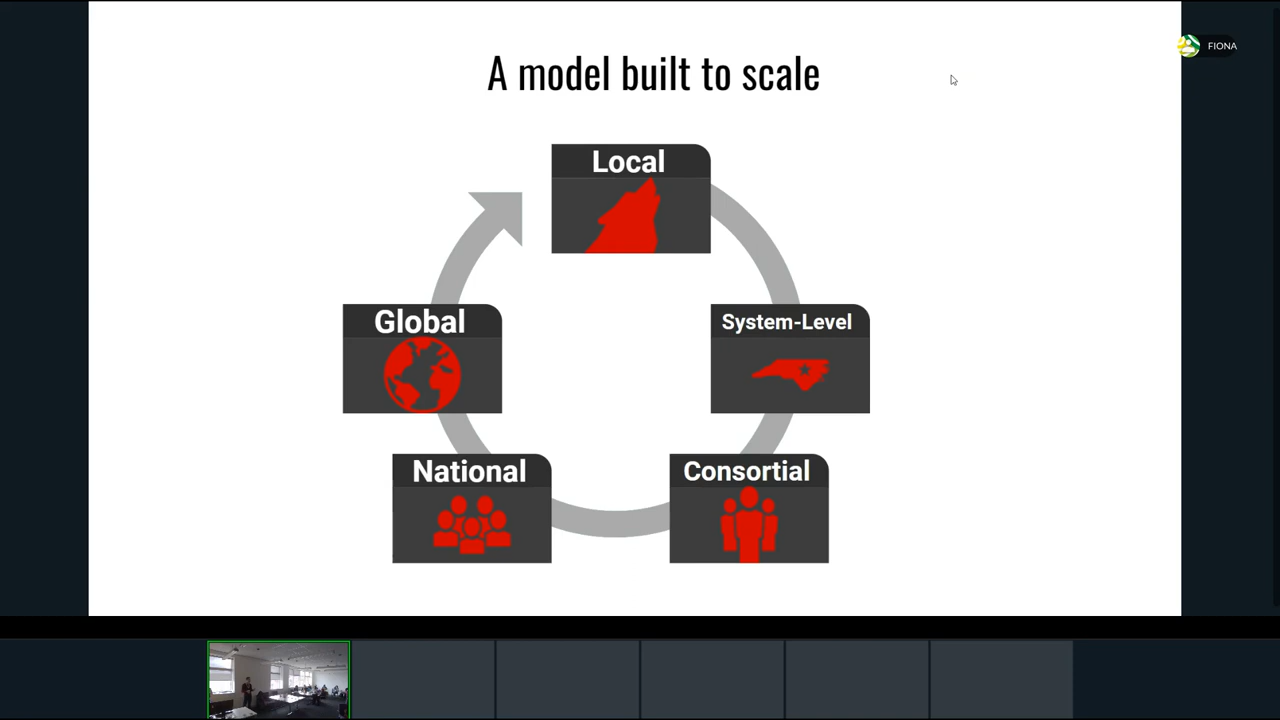 A model built to scale
FIONA
Local
Global
System-Level
National
Consortial